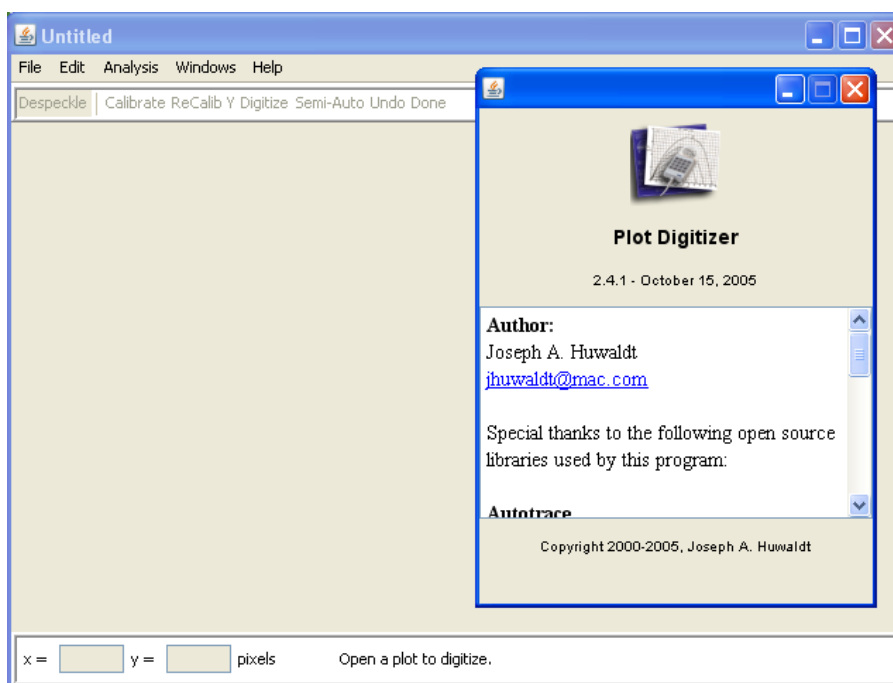 Untitled
File Edit Analysis Windows Help
Despeckle Calibrate ReCalib Y Digitize Semi-Auto Undo Done
Plot Digitizer
2.4.1 - October 15, 2005
Author:
Joseph A. Huwaldt
jhuwaldt@mac.com
Special thanks to the following open source
libraries used by this program:
Autotrace
Copyright 2000-2005, Joseph A. Huwaldt
x = y = pixels Open a plot to digitize.